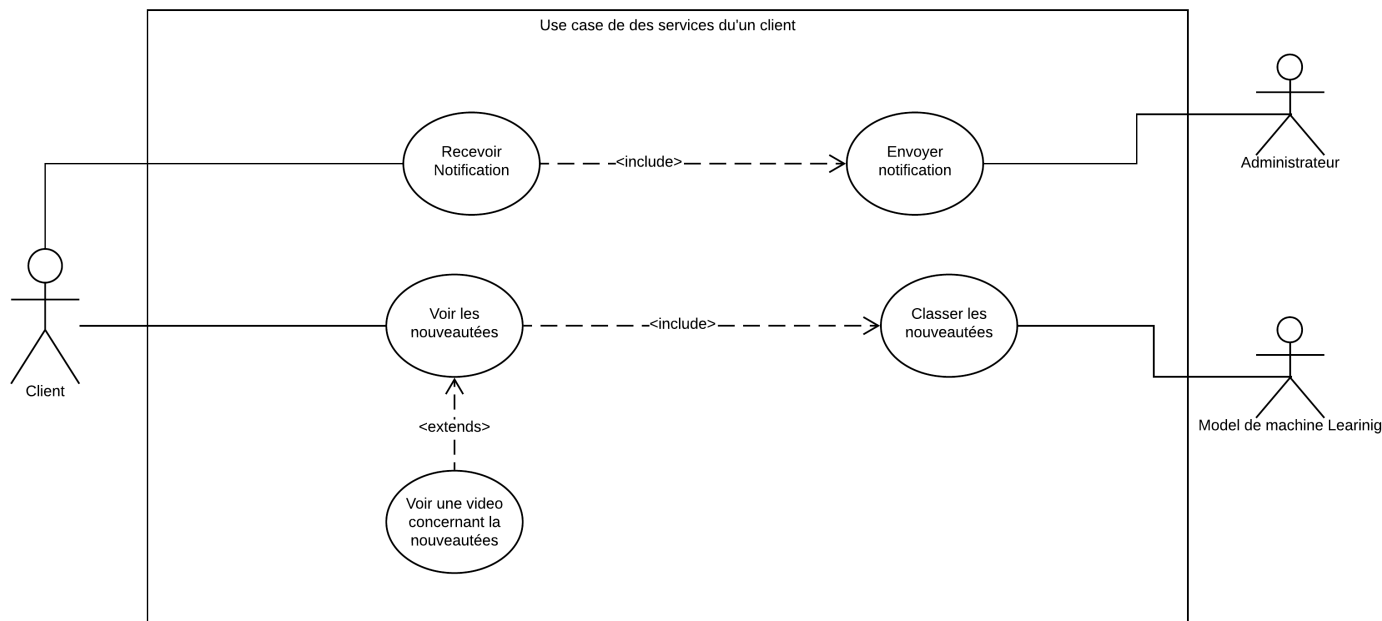 Use case de des services du'un client
Recevoir
Notification
<include>
Envoyer
notification
Administrateur
Voir les
nouveautées
<include>
Classer les
nouveautées
Client
Model de machine Learinig
<extends>
Voir une video
concernant la
nouveautées